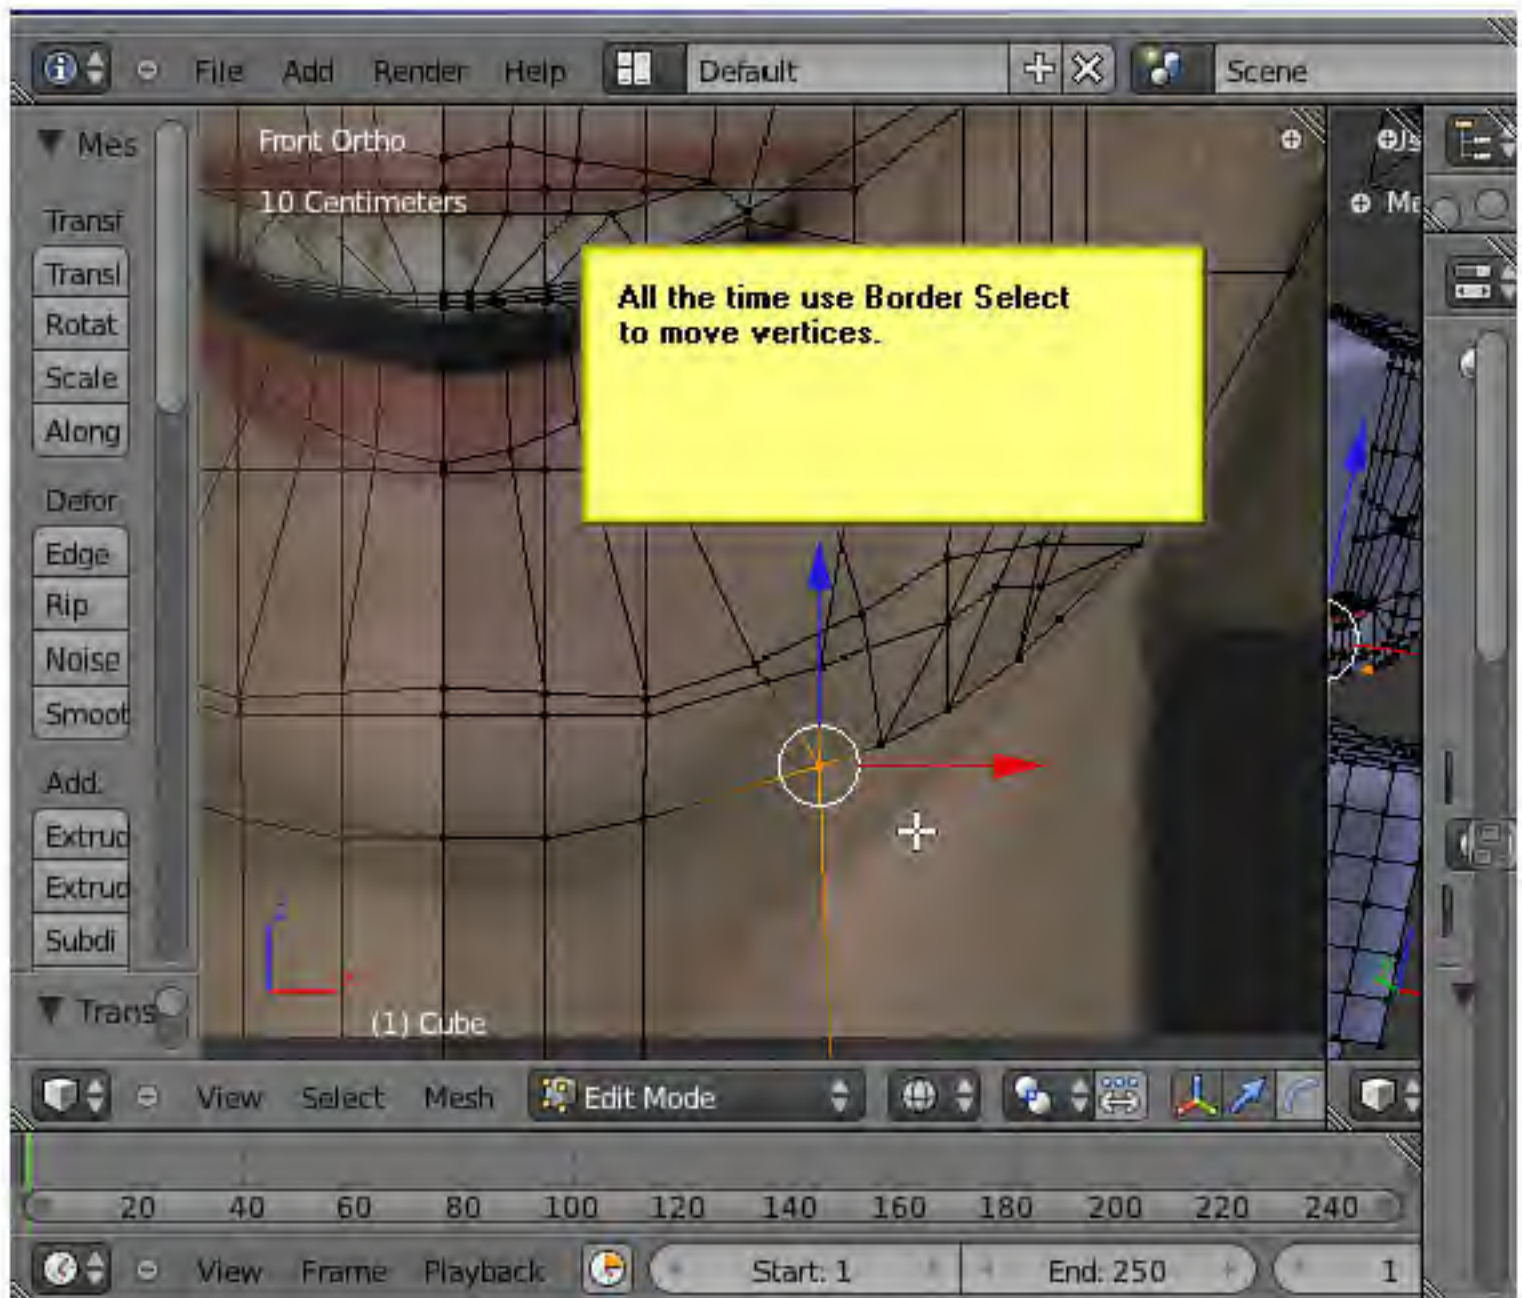 File Add Render Help Default Scene
Mes
Front Ortho
10 Centimeters
Transf
Transl
Rotat
Scale
Along
Defor
Edge
Rip
Noise
Smoot
Add:
Extrud
Extrud
Subdi
Trans
All the time use Border Select
to move vertices.
(1) Cube
View Select Mesh Edit Mode
20 40 60 80 100 120 140 160 180 200 220 240
View Frame Playback Start: 1 End: 250 1